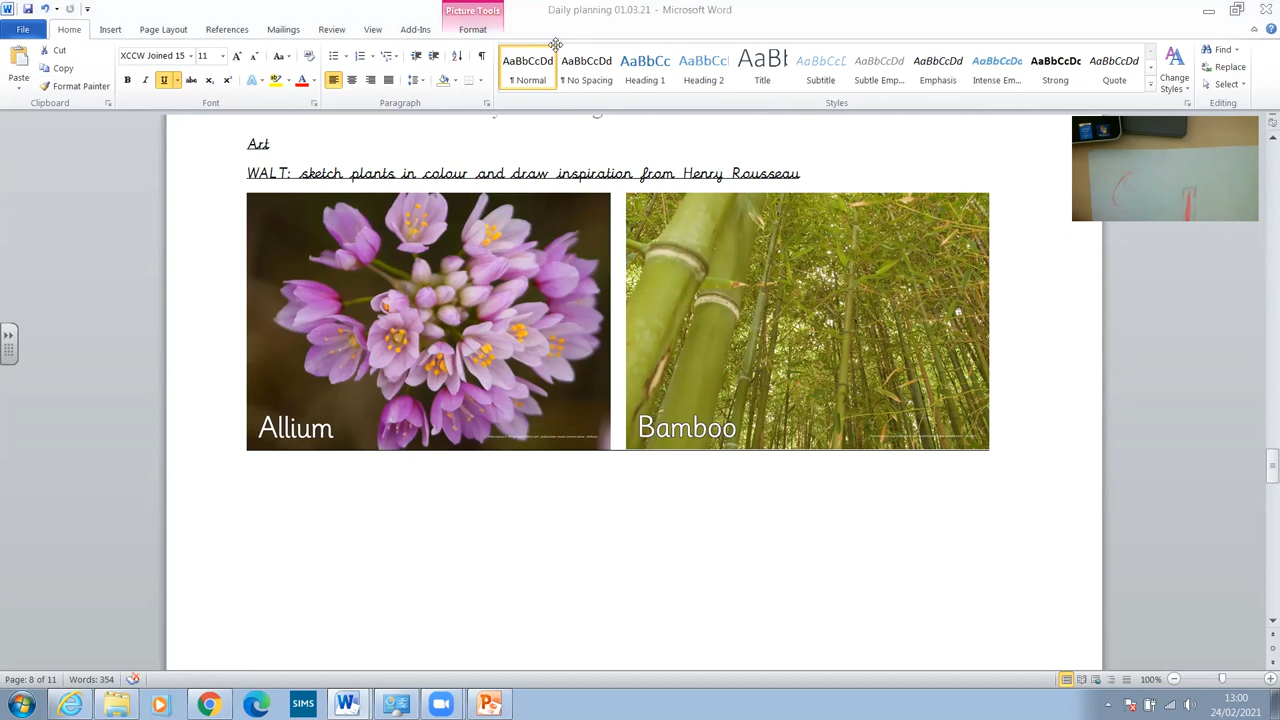 Picture Tools
Daily planning 01.03.21 - Microsoft Word
File
Home
Insert
Page Layout
References
Mailings
Review
View
Add-Ins
Format
Paste
Cut
Copy
Format Painter
Clipboard
XCCW Joined 15
11
Font
Paragraph
AaBbCcDd
¶ Normal
AaBbCcDd
¶ No Spacing
AaBbCc
Heading 1
AaBbCc
Heading 2
AaBb
Title
AaBbCcDd
Subtitle
AaBbCcDd
Subtle Emp...
AaBbCcDd
Emphasis
AaBbCcDd
Intense Em...
AaBbCcDd
Strong
AaBbCcDd
Quote
Styles
Change
Styles
Find
Replace
Select
Editing
Art
WALT: sketch plants in colour and draw inspiration from Henry Rousseau
Allium
Bamboo
Page: 8 of 11
Words: 354
100%
SIMS
13:00
24/02/2021